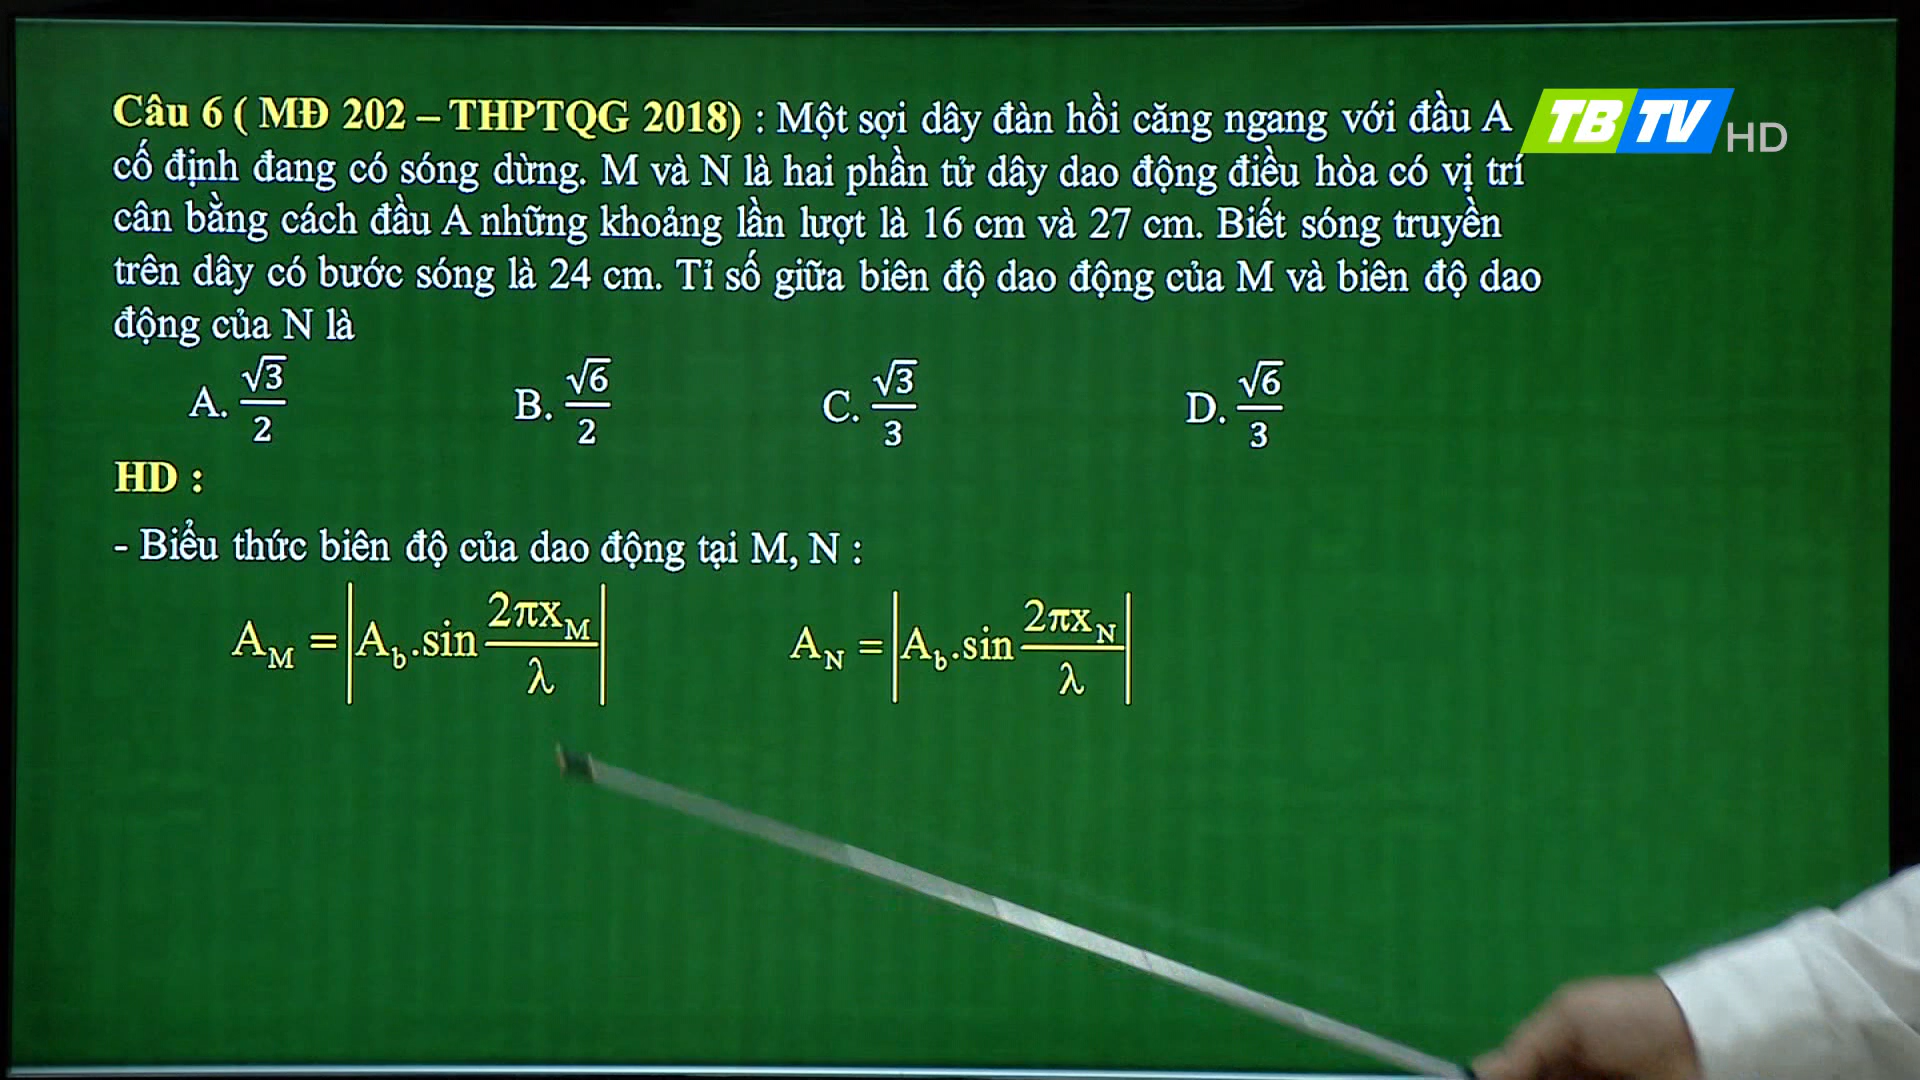 Câu 6 ( MĐ 202 – THPTQG 2018) : Một sợi dây đàn hồi căng ngang với đầu A
cố định đang có sóng dừng. M và N là hai phần tử dây dao động điều hòa có vị trí
cân bằng cách đầu A những khoảng lần lượt là 16 cm và 27 cm. Biết sóng truyền
trên dây có bước sóng là 24 cm. Tỉ số giữa biên độ dao động của M và biên độ dao
động của N là
A. √3/2 B. √6/2 C. √3/3 D. √6/3
HD :
- Biểu thức biên độ của dao động tại M, N :
A_M = |A_b.sin 2πx_M/λ| A_N = |A_b.sin 2πx_N/λ|
TBTV HD